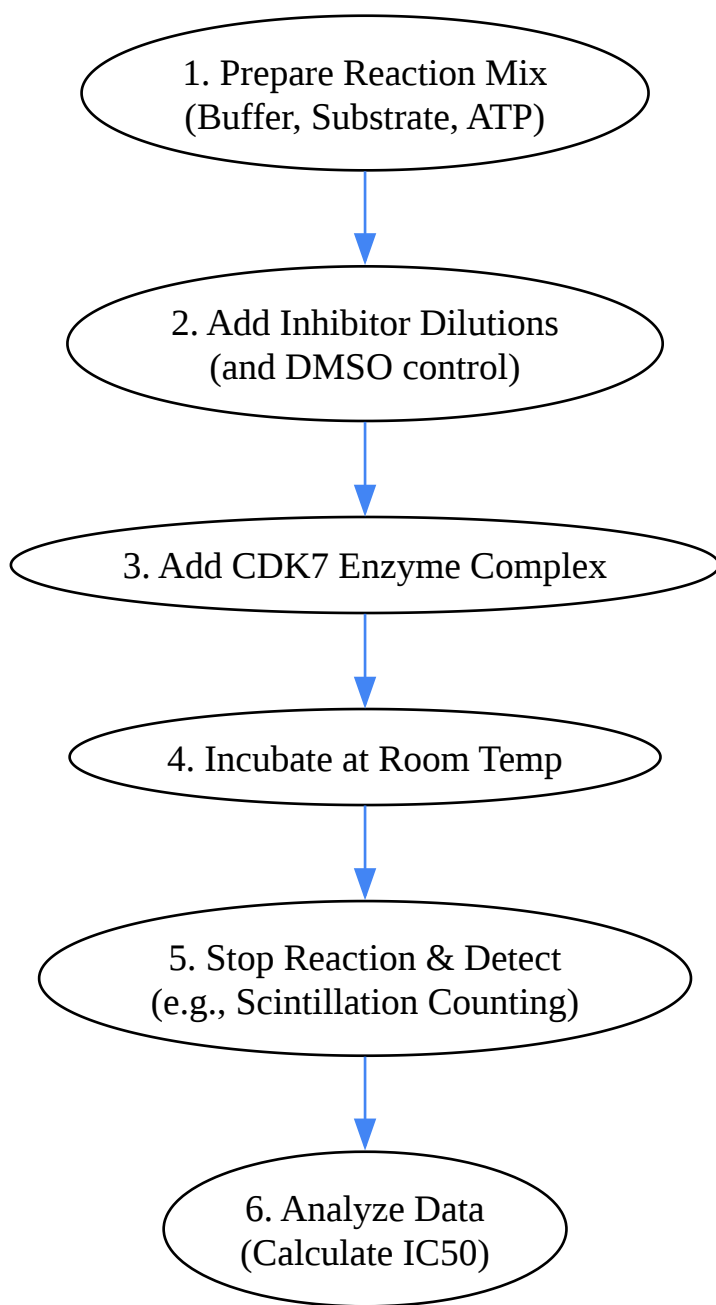 1. Prepare Reaction Mix
(Buffer, Substrate, ATP)
2. Add Inhibitor Dilutions
(and DMSO control)
3. Add CDK7 Enzyme Complex
4. Incubate at Room Temp
5. Stop Reaction & Detect
(e.g., Scintillation Counting)
6. Analyze Data
(Calculate IC50)